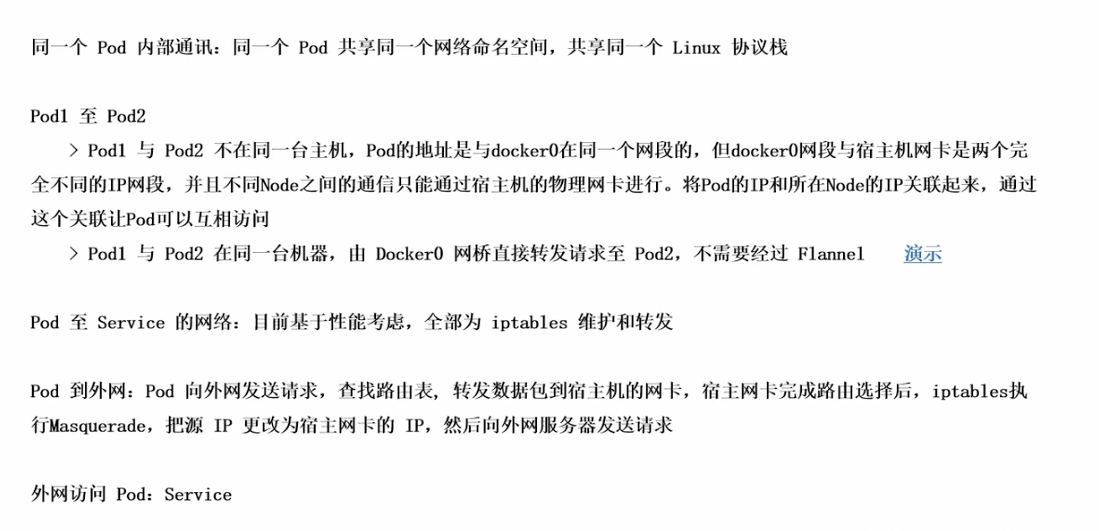 同一个 Pod 内部通讯：同一个 Pod 共享同一个网络命名空间，共享同一个 Linux 协议栈
Pod1 至 Pod2
> Pod1 与 Pod2 不在同一台主机，Pod的地址是与docker0在同一个网段的，但docker0网段与宿主机网卡是两个完
全不同的IP网段，并且不同Node之间的通信只能通过宿主机的物理网卡进行。将Pod的IP和所在Node的IP关联起来，通过
这个关联让Pod可以互相访问
> Pod1 与 Pod2 在同一台机器，由 Docker0 网桥直接转发请求至 Pod2，不需要经过 Flannel 演示
Pod 至 Service 的网络：目前基于性能考虑，全部为 iptables 维护和转发
Pod 到外网：Pod 向外网发送请求，查找路由表, 转发数据包到宿主机的网卡，宿主网卡完成路由选择后，iptables执
行Masquerade，把源 IP 更改为宿主网卡的 IP，然后向外网服务器发送请求
外网访问 Pod：Service